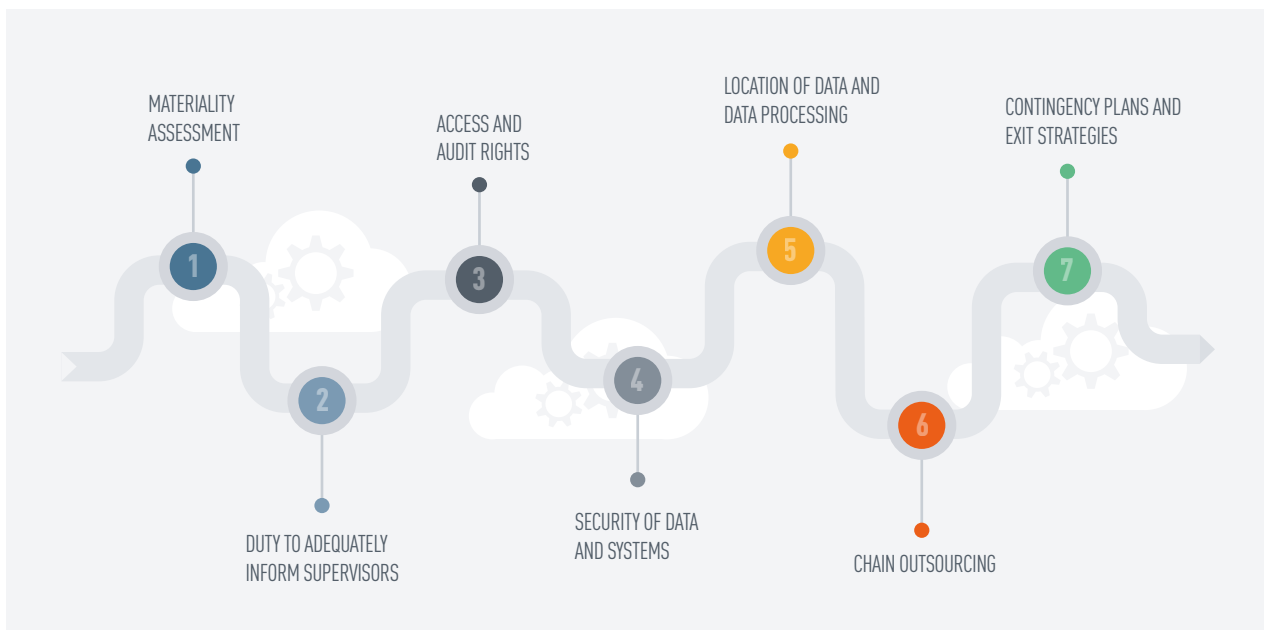 MATERIALITY
ASSESSMENT
1
DUTY TO ADEQUATELY
INFORM SUPERVISORS
2
ACCESS AND
AUDIT RIGHTS
3
SECURITY OF DATA
AND SYSTEMS
4
LOCATION OF DATA AND
DATA PROCESSING
5
CHAIN OUTSOURCING
6
CONTINGENCY PLANS AND
EXIT STRATEGIES
7